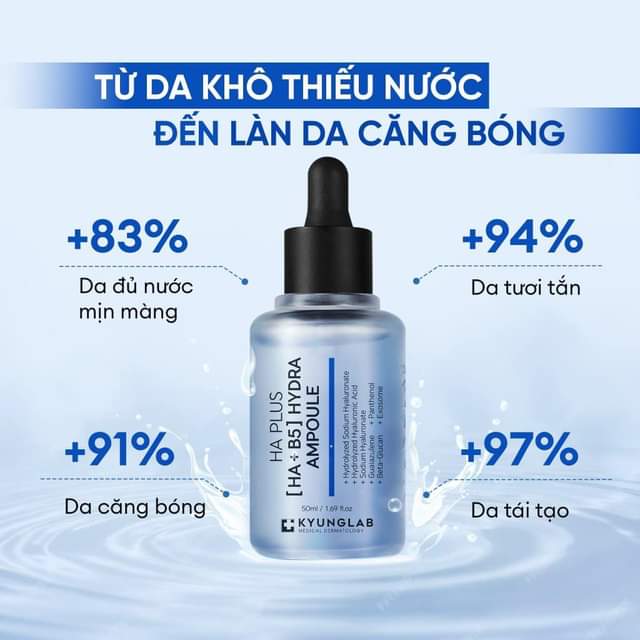 TỪ DA KHÔ THIẾU NƯỚC
ĐẾN LÀN DA CĂNG BÓNG
+83%
Da đủ nước
mịn màng
+94%
Da tươi tắn
+91%
Da căng bóng
+97%
Da tái tạo
HA PLUS
[HA+B5] HYDRA
AMPOULE
+ Hydrolyzed Sodium Hyaluronate
+ Hydrolyzed Hyaluronic Acid
+ Sodium Hyaluronate
+ Guaiazulene + Panthenol
+ Beta-Glucan + Exosome
50ml / 1.69 fl.oz
KYUNGLAB
MEDICAL DERMATOLOGY